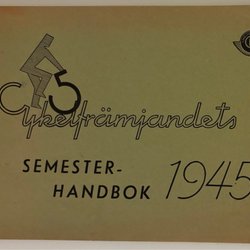 Cykelfrämjandets
SEMESTER-
HANDBOK 1945